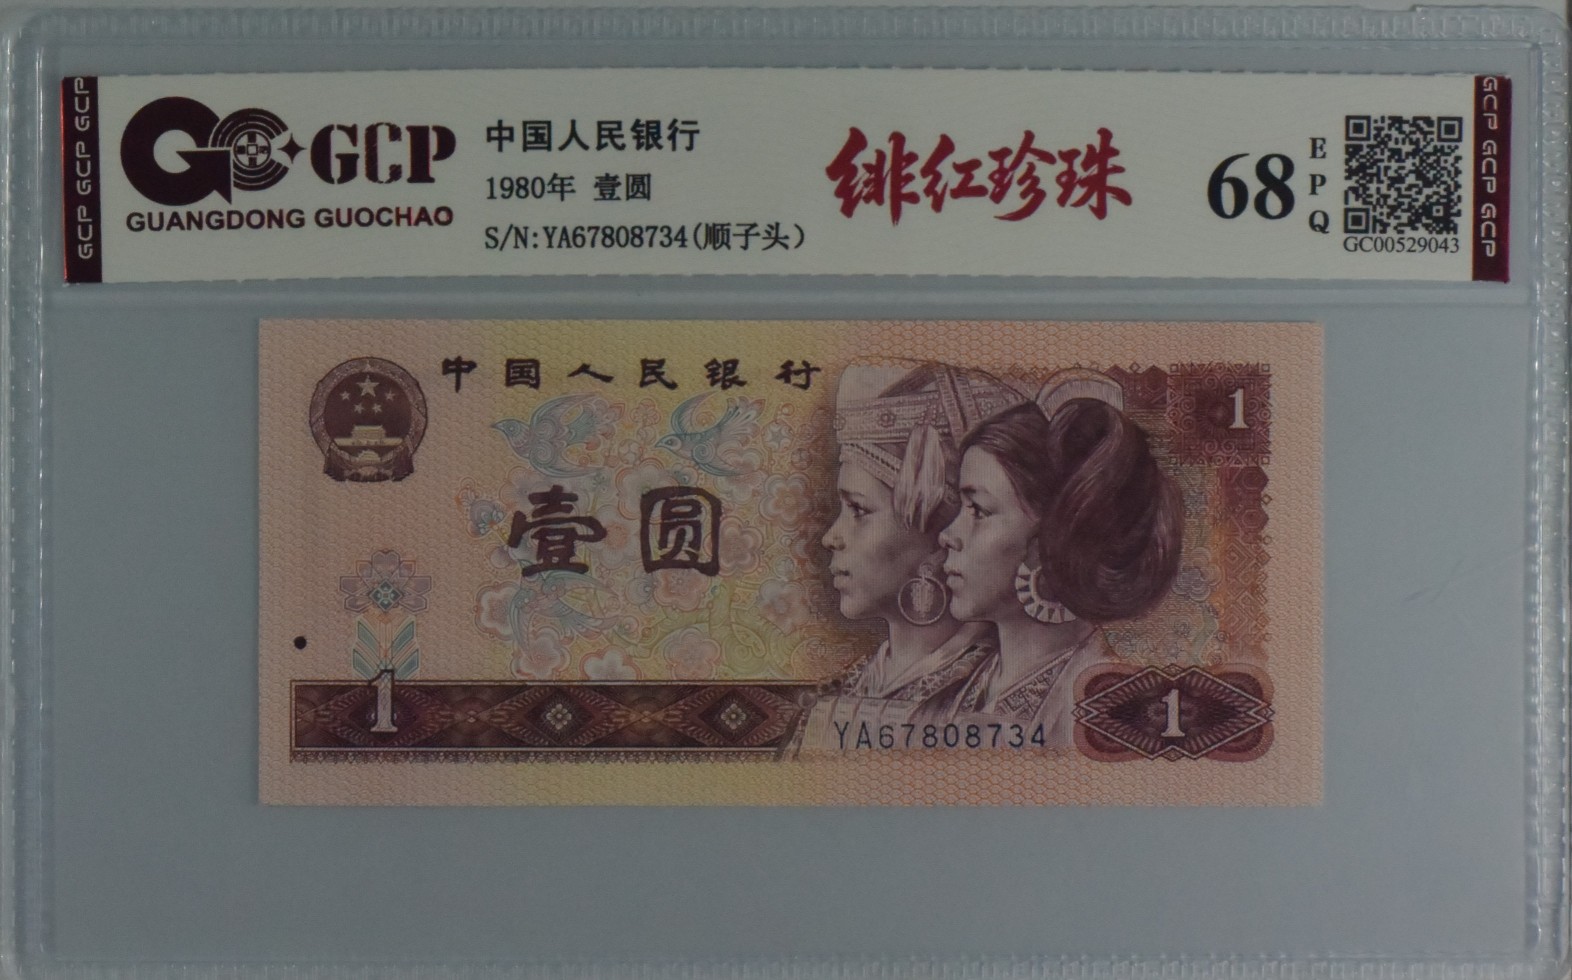 GCP GCP GCP
GCP
GUANGDONG GUOCHAO
中国人民银行
1980年 壹圆
S/N:YA67808734(顺子头)
绯红珍珠
68
EPQ
GC00529043
GCP GCP GCP
中国人民银行
1
壹圆
1
YA67808734
1